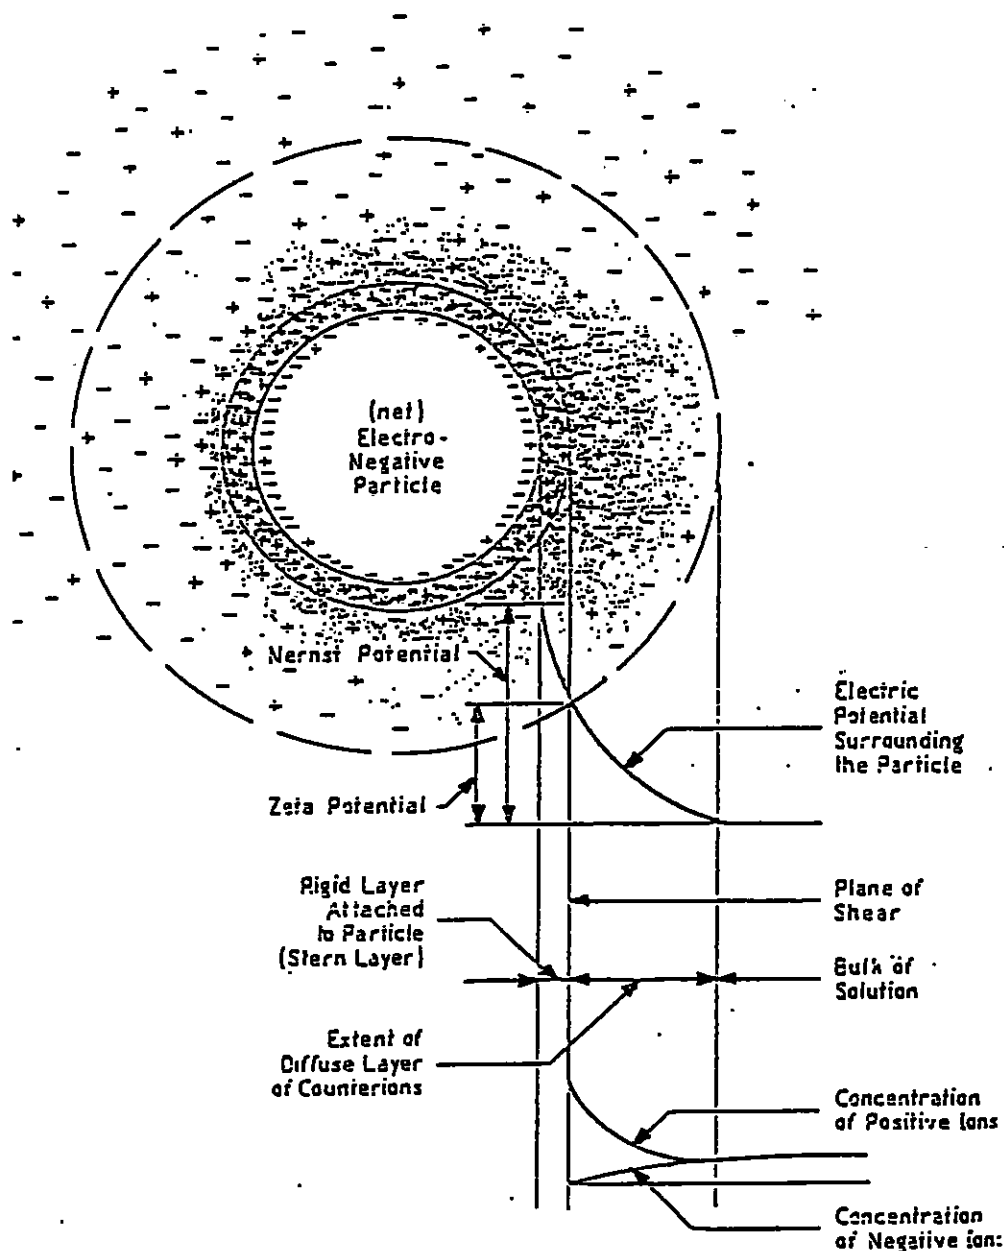 (net)
Electro-
Negative
Particle
Nernst Potential
Electric
Potential
Surrounding
the Particle
Zeta Potential
Rigid Layer
Attached
to Particle
(Stern Layer)
Plane of
Shear
Bulk of
Solution
Extent of
Diffuse Layer
of Counterions
Concentration
of Positive Ions
Concentration
of Negative Ions